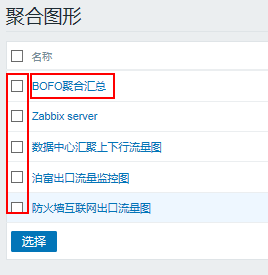 聚合图形
名称
BOFO聚合汇总
Zabbix server
数据中心汇聚上下行流量图
泊富出口流量监控图
防火墙互联网出口流量图
选择